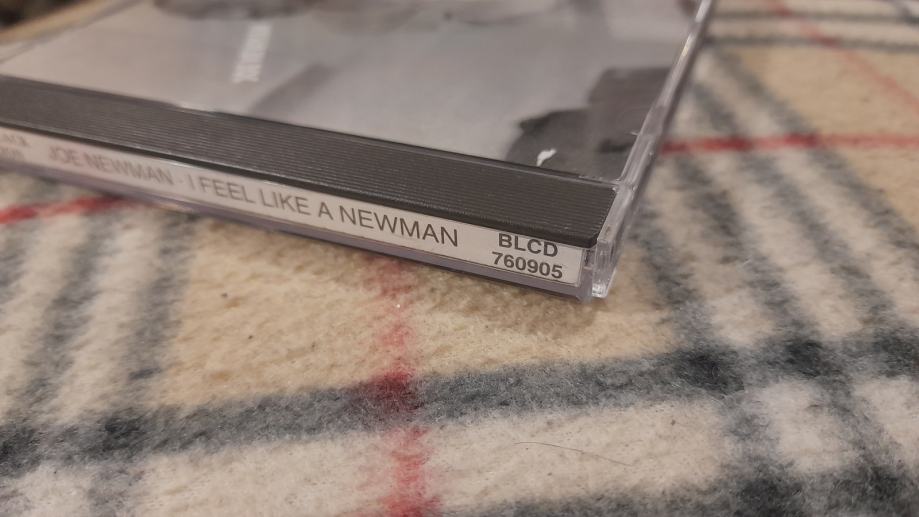 JOE NEWMAN · I FEEL LIKE A NEWMAN
BLCD
760905